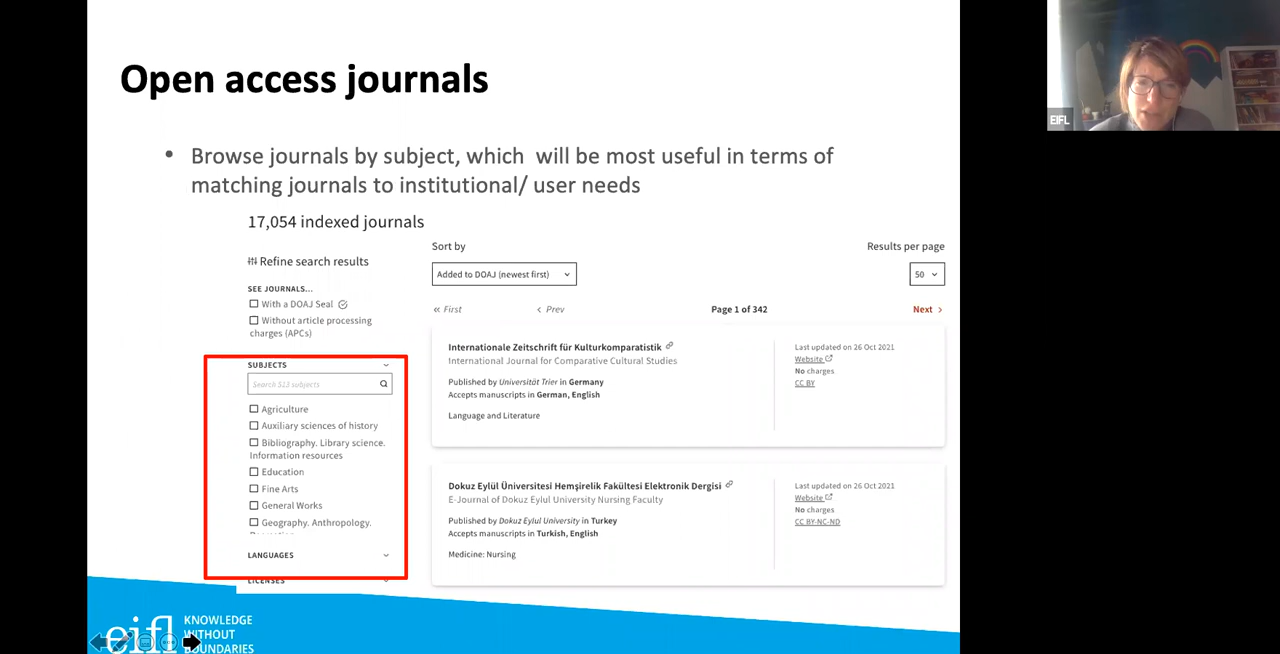 Open access journals
• Browse journals by subject, which will be most useful in terms of
matching journals to institutional/ user needs
17,054 indexed journals
Refine search results
SEE JOURNALS...
With a DOAJ Seal
Without article processing
charges (APCs)
SUBJECTS
Search 513 subjects
Agriculture
Auxiliary sciences of history
Bibliography. Library science.
Information resources
Education
Fine Arts
General Works
Geography. Anthropology.
LANGUAGES
LICENSES
Sort by
Results per page
Added to DOAJ (newest first)
50
« First
‹ Prev
Page 1 of 342
Next ›
Internationale Zeitschrift für Kulturkomparatistik
International Journal for Comparative Cultural Studies
Published by Universität Trier in Germany
Accepts manuscripts in German, English
Language and Literature
Last updated on 26 Oct 2021
Website
No charges
CC BY
Dokuz Eylül Üniversitesi Hemşirelik Fakültesi Elektronik Dergisi
E-Journal of Dokuz Eylul University Nursing Faculty
Published by Dokuz Eylul University in Turkey
Accepts manuscripts in Turkish, English
Medicine: Nursing
Last updated on 26 Oct 2021
Website
No charges
CC BY-NC-ND
eifl
KNOWLEDGE
WITHOUT
BOUNDARIES
EIFL